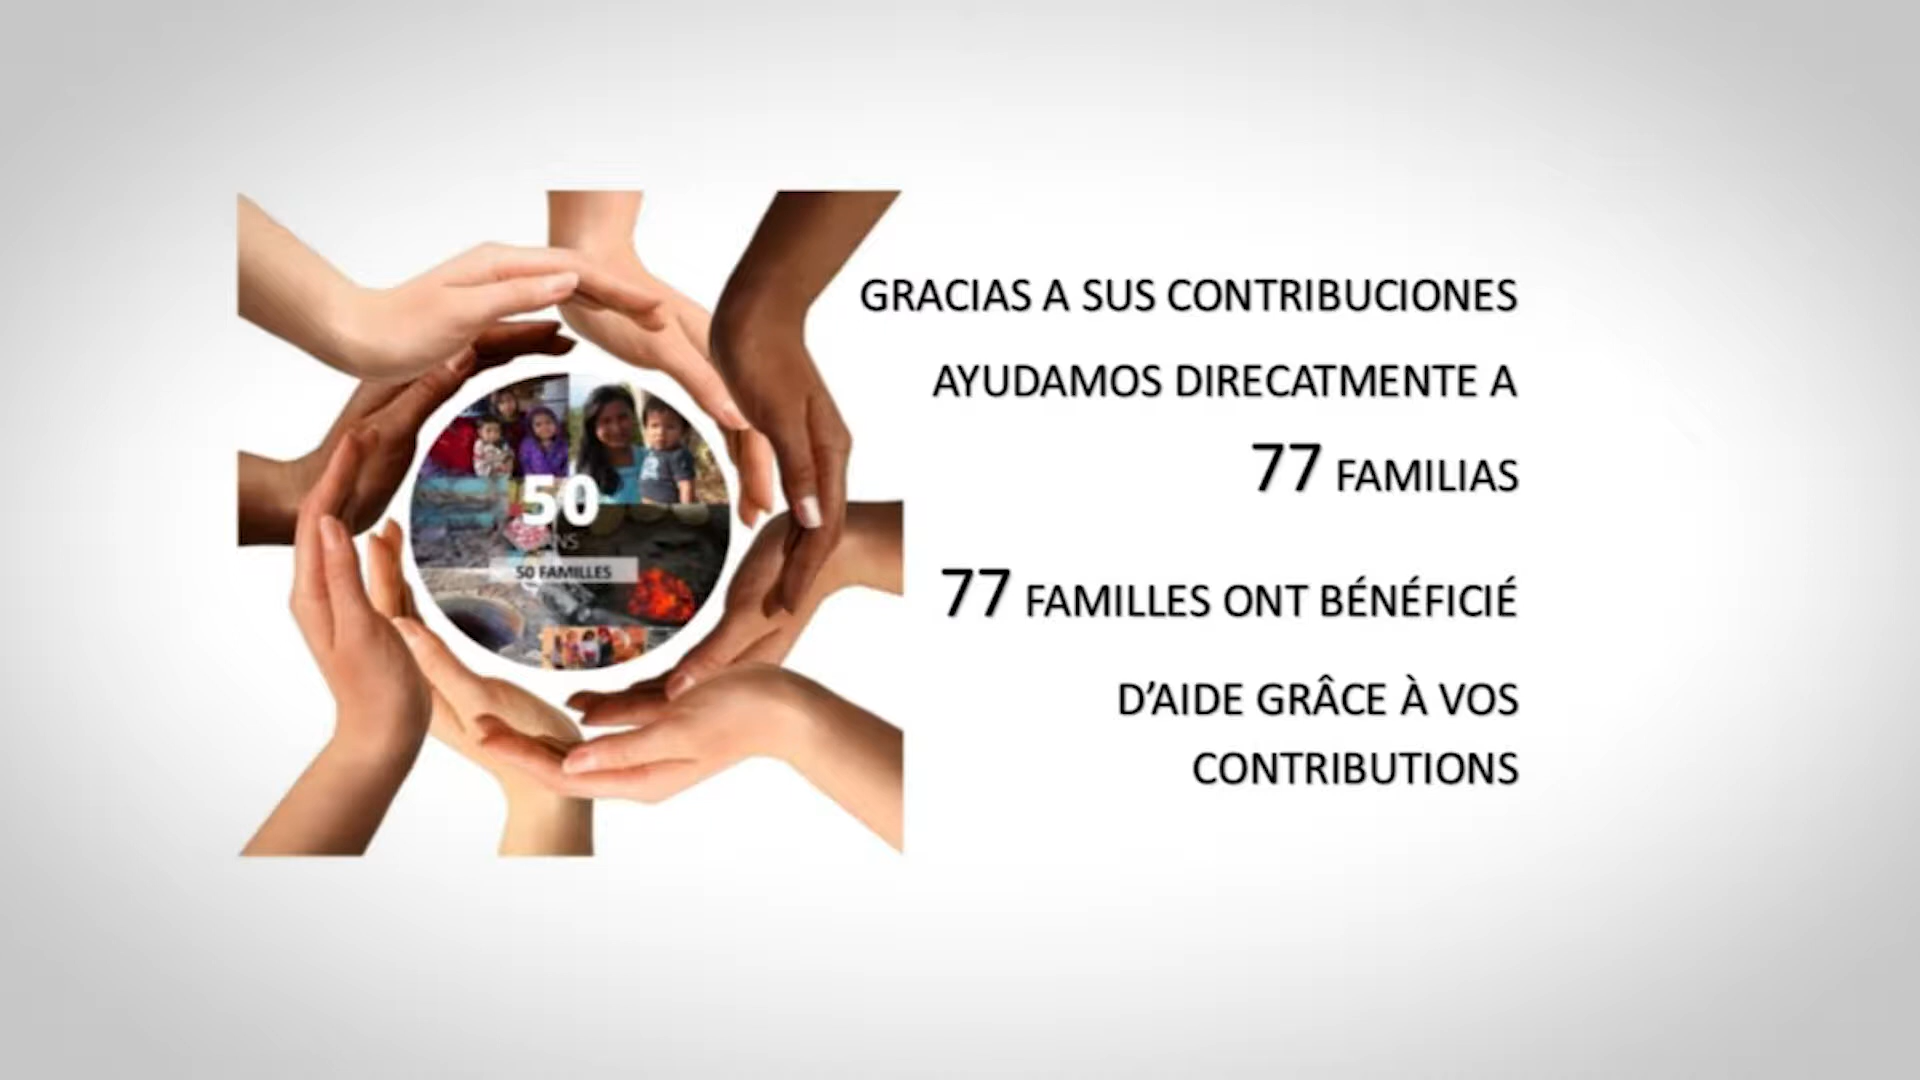 GRACIAS A SUS CONTRIBUCIONES
AYUDAMOS DIRECATMENTE A
77 FAMILIAS
77 FAMILLES ONT BÉNÉFICIÉ
D’AIDE GRÂCE À VOS
CONTRIBUTIONS
50
50 FAMILLES